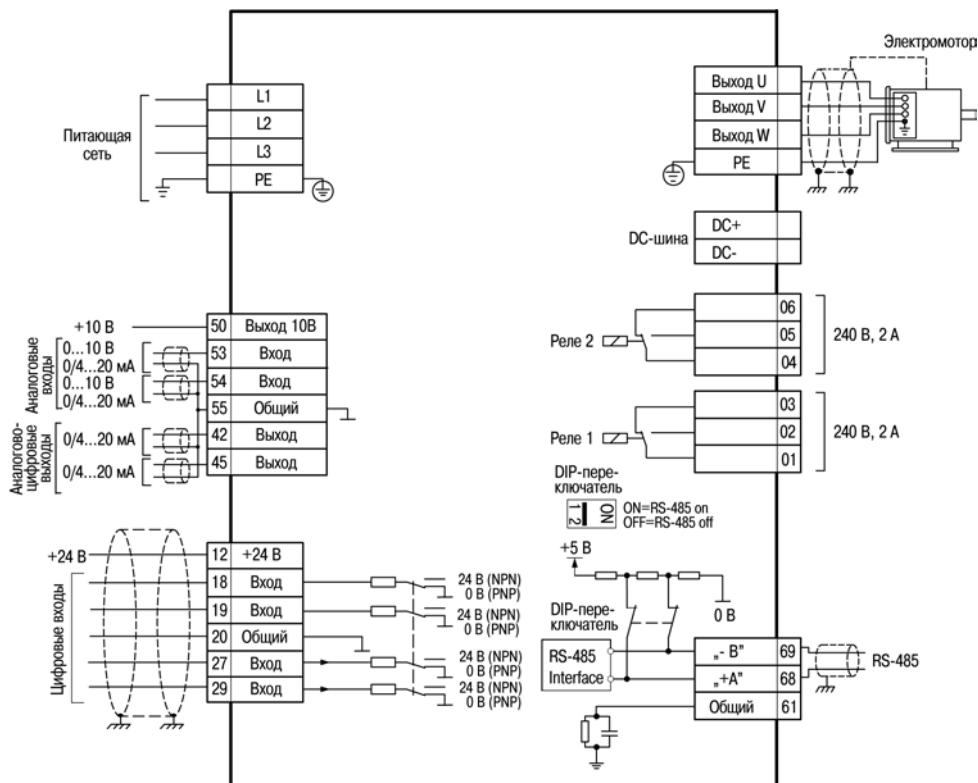 Электромотор
Питающая сеть
L1
L2
L3
PE
Выход U
Выход V
Выход W
PE
DC-шина
DC+
DC-
+10 В
50 Выход 10В
Аналоговые входы
0...10 В
0/4...20 мА
53 Вход
0...10 В
0/4...20 мА
54 Вход
55 Общий
Аналогово-цифровые выходы
0/4...20 мА
42 Выход
0/4...20 мА
45 Выход
Реле 2
06
05
04
240 В, 2 А
Реле 1
03
02
01
240 В, 2 А
DIP-пере-
ключатель
1 2 ON
ON=RS-485 on
OFF=RS-485 off
+24 В
12 +24 В
Цифровые входы
18 Вход
24 В (NPN)
0 В (PNP)
19 Вход
24 В (NPN)
0 В (PNP)
20 Общий
27 Вход
24 В (NPN)
0 В (PNP)
29 Вход
24 В (NPN)
0 В (PNP)
+5 В
0 В
DIP-пере-
ключатель
RS-485
Interface
„- B” 69
„+A” 68
Общий 61
RS-485